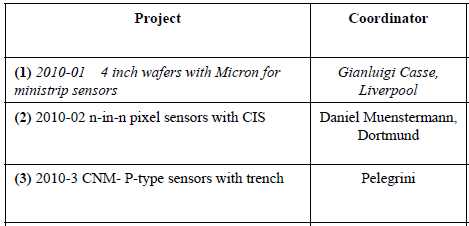 Project Coordinator
(1) 2010-01 4 inch wafers with Micron for Gianluigi Casse,
ministrip sensors Liverpool
(2) 2010-02 n-in-n pixel sensors with CIS Daniel Muenstermann,
Dortmund
(3) 2010-3 CNM- P-type sensors with trench Pelegrini